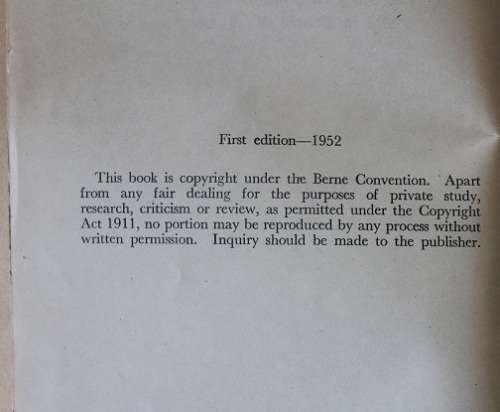 First edition—1952
This book is copyright under the Berne Convention. Apart
from any fair dealing for the purposes of private study,
research, criticism or review, as permitted under the Copyright
Act 1911, no portion may be reproduced by any process without
written permission. Inquiry should be made to the publisher.